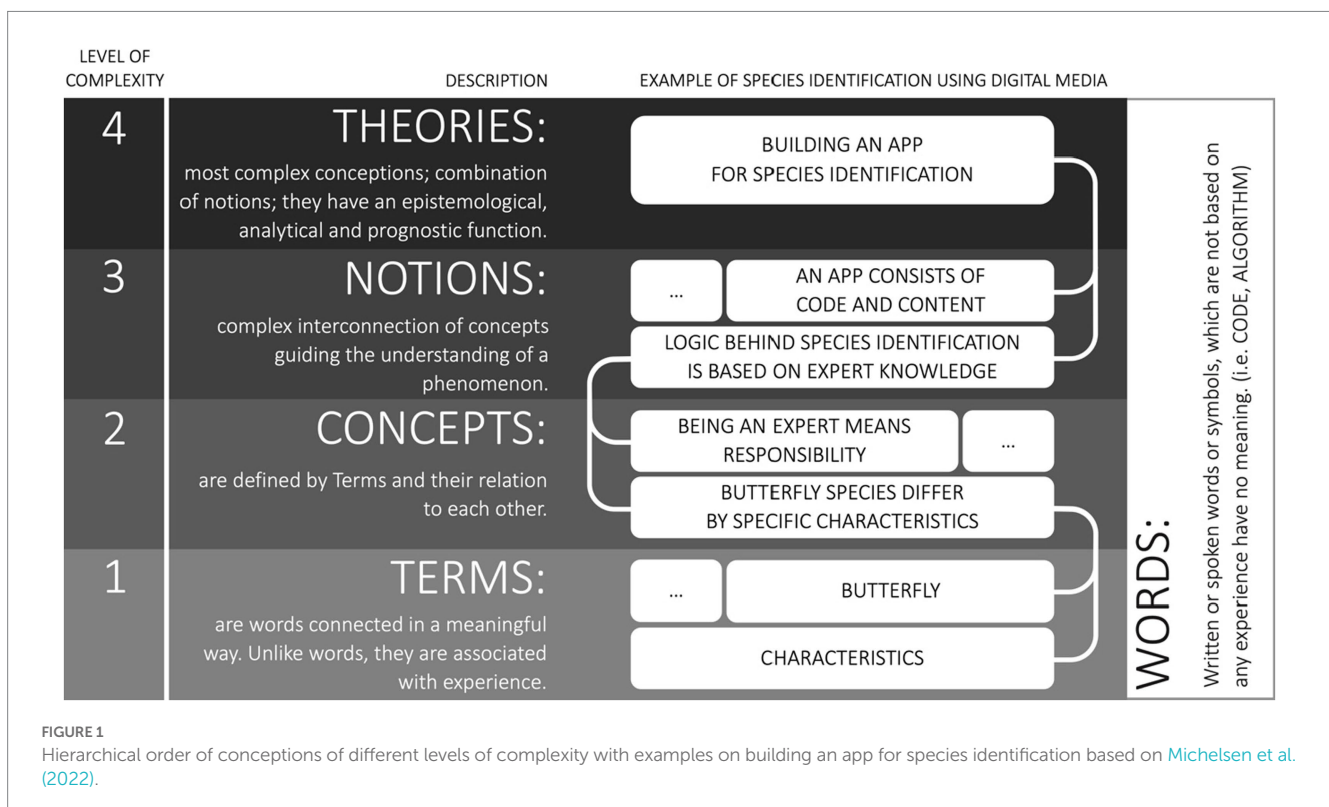 LEVEL OF
COMPLEXITY
DESCRIPTION
EXAMPLE OF SPECIES IDENTIFICATION USING DIGITAL MEDIA
4
THEORIES:
most complex conceptions; combination
of notions; they have an epistemological,
analytical and prognostic function.
BUILDING AN APP
FOR SPECIES IDENTIFICATION
3
NOTIONS:
complex interconnection of concepts
guiding the understanding of a
phenomenon.
...
AN APP CONSISTS OF
CODE AND CONTENT
LOGIC BEHIND SPECIES IDENTIFICATION
IS BASED ON EXPERT KNOWLEDGE
2
CONCEPTS:
are defined by Terms and their relation
to each other.
BEING AN EXPERT MEANS
RESPONSIBILITY
...
BUTTERFLY SPECIES DIFFER
BY SPECIFIC CHARACTERISTICS
1
TERMS:
are words connected in a meaningful
way. Unlike words, they are associated
with experience.
...
BUTTERFLY
CHARACTERISTICS
WORDS:
Written or spoken words or symbols, which are not based on
any experience have no meaning. (i.e. CODE, ALGORITHM)
FIGURE 1
Hierarchical order of conceptions of different levels of complexity with examples on building an app for species identification based on Michelsen et al.
(2022).